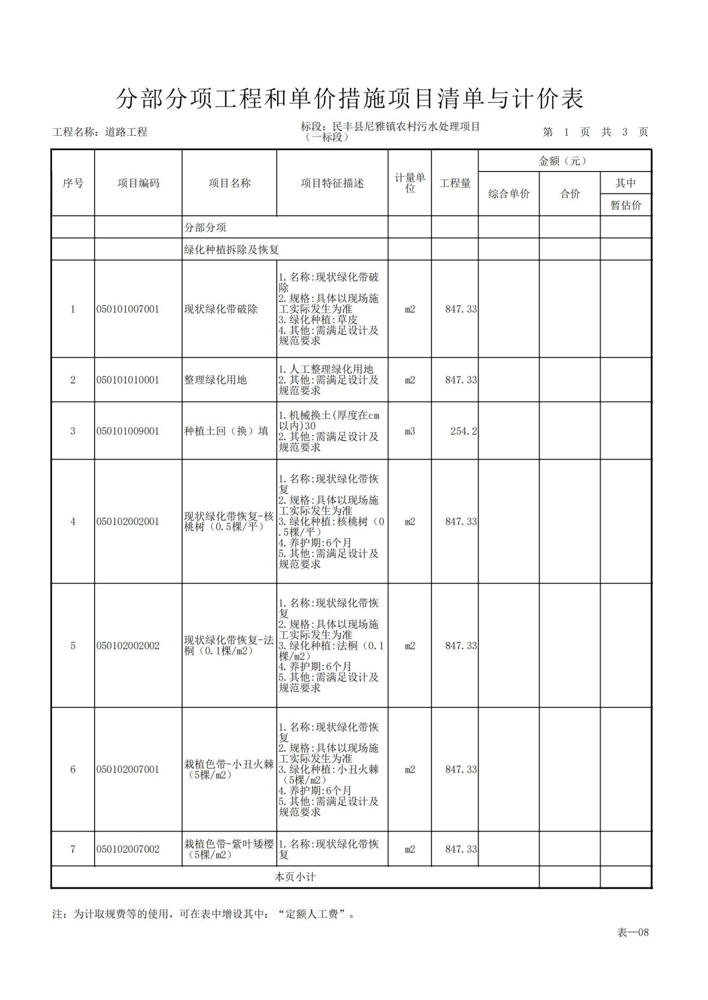 分部分项工程和单价措施项目清单与计价表
工程名称：道路工程
标段：民丰县尼雅镇农村污水处理项目
（一标段）
第 1 页 共 3 页
序号
项目编码
项目名称
项目特征描述
计量单
位
工程量
金额（元）
综合单价
合价
其中
暂估价
分部分项
绿化种植拆除及恢复
1
050101007001
现状绿化带破除
1.名称:现状绿化带破
除
2.规格:具体以现场施
工实际发生为准
3.绿化种植:草皮
4.其他:需满足设计及
规范要求
m2
847.33
2
050101010001
整理绿化用地
1.人工整理绿化用地
2.其他:需满足设计及
规范要求
m2
847.33
3
050101009001
种植土回（换）填
1.机械换土(厚度在cm
以内)30
2.其他:需满足设计及
规范要求
m3
254.2
4
050102002001
现状绿化带恢复-核
桃树（0.5棵/平）
1.名称:现状绿化带恢
复
2.规格:具体以现场施
工实际发生为准
3.绿化种植:核桃树（0
.5棵/平）
4.养护期:6个月
5.其他:需满足设计及
规范要求
m2
847.33
5
050102002002
现状绿化带恢复-法
桐（0.1棵/m2）
1.名称:现状绿化带恢
复
2.规格:具体以现场施
工实际发生为准
3.绿化种植:法桐（0.1
棵/m2）
4.养护期:6个月
5.其他:需满足设计及
规范要求
m2
847.33
6
050102007001
栽植色带-小丑火棘
（5棵/m2）
1.名称:现状绿化带恢
复
2.规格:具体以现场施
工实际发生为准
3.绿化种植:小丑火棘
（5棵/m2）
4.养护期:6个月
5.其他:需满足设计及
规范要求
m2
847.33
7
050102007002
栽植色带-紫叶矮樱
（5棵/m2）
1.名称:现状绿化带恢
复
m2
847.33
本页小计
注：为计取规费等的使用，可在表中增设其中：“定额人工费”。
表—08